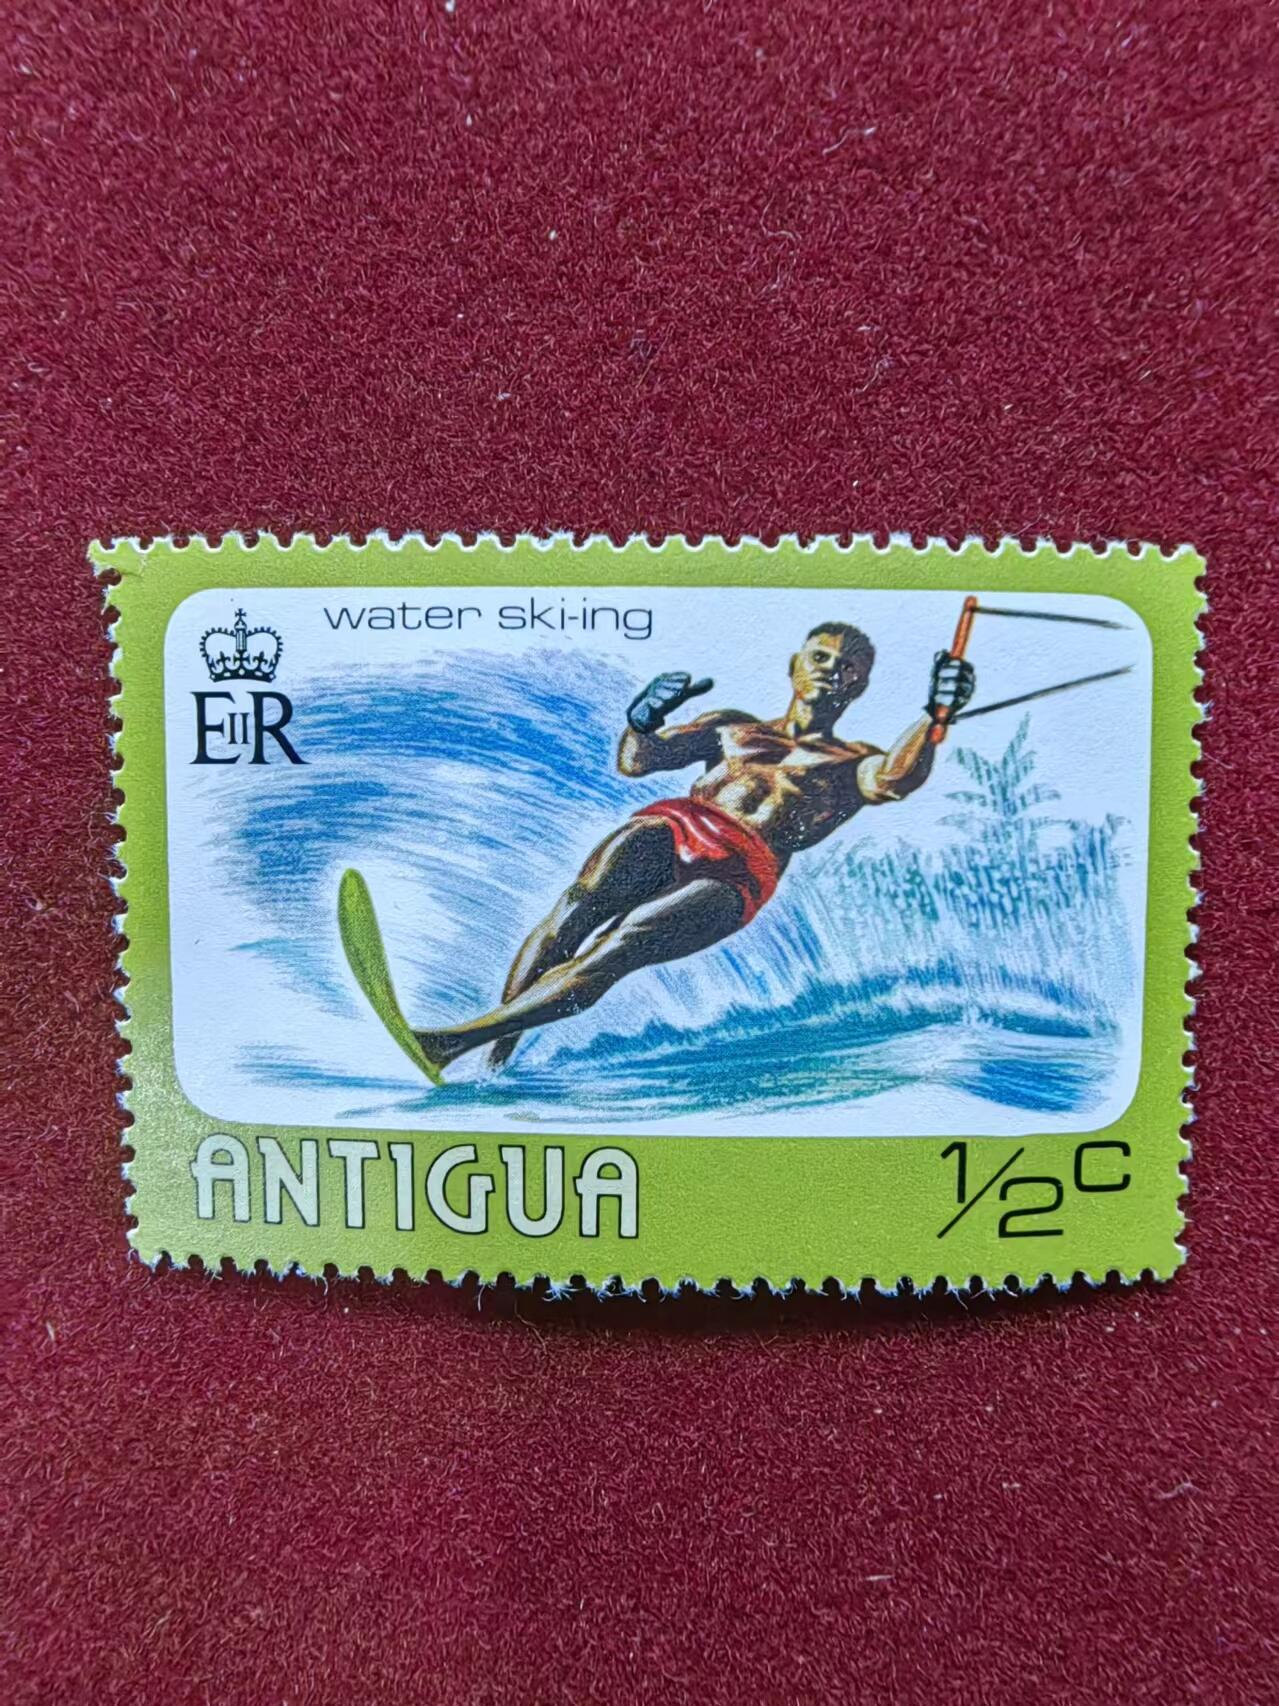 water ski-ing
EIIR
ANTIGUA
1/2c